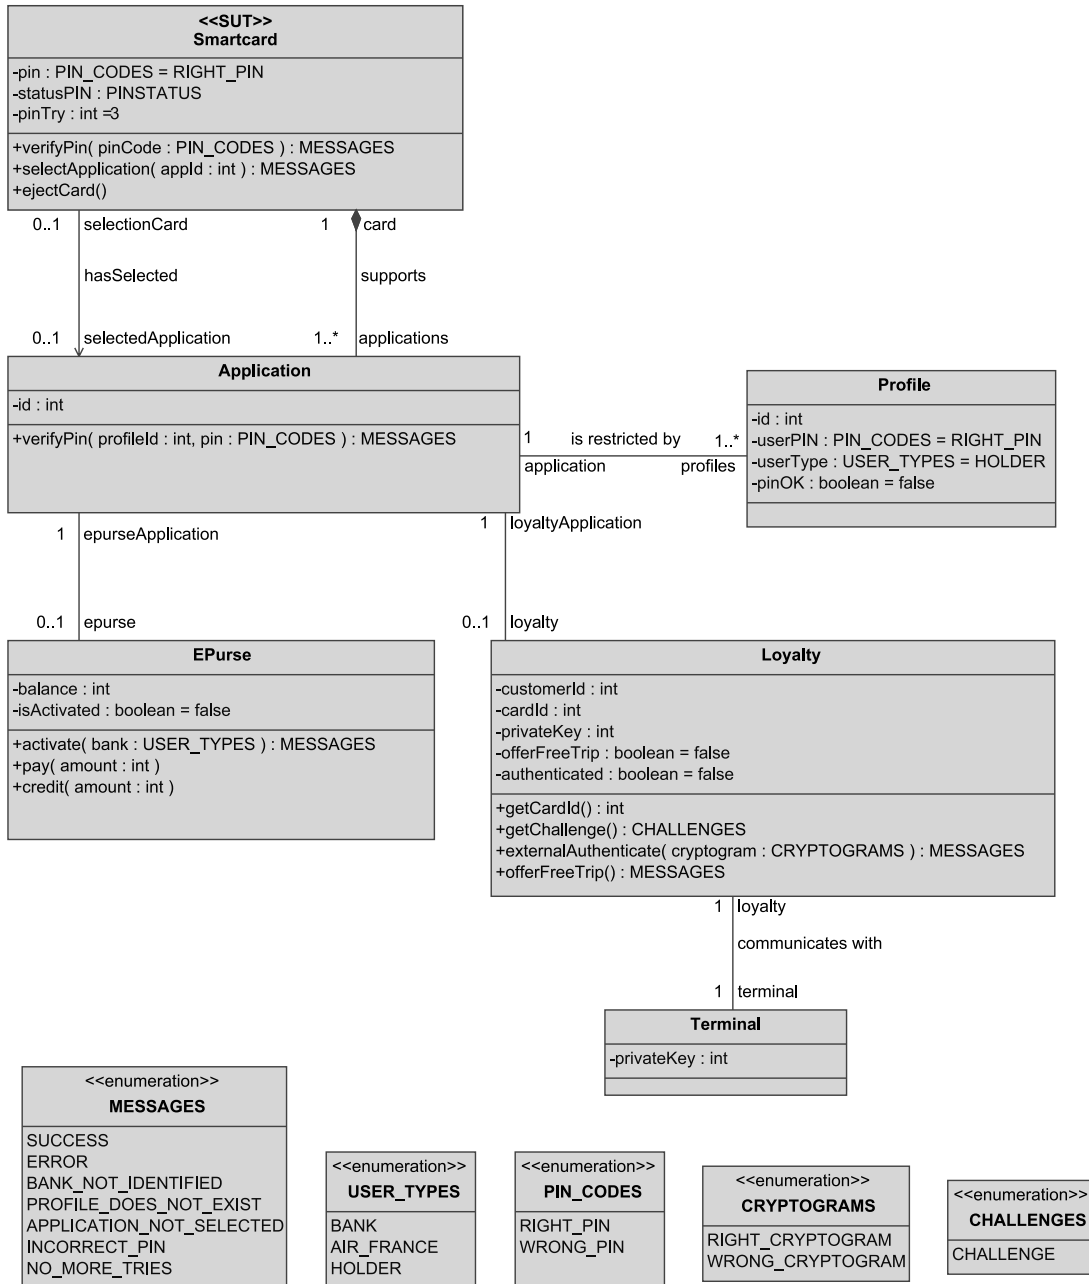 <<SUT>>
Smartcard
-pin : PIN_CODES = RIGHT_PIN
-statusPIN : PINSTATUS
-pinTry : int =3
+verifyPin( pinCode : PIN_CODES ) : MESSAGES
+selectApplication( appId : int ) : MESSAGES
+ejectCard()
0..1 selectionCard
1 card
hasSelected
supports
0..1 selectedApplication
1..* applications
Application
-id : int
+verifyPin( profileId : int, pin : PIN_CODES ) : MESSAGES
1 is restricted by 1..*
application profiles
Profile
-id : int
-userPIN : PIN_CODES = RIGHT_PIN
-userType : USER_TYPES = HOLDER
-pinOK : boolean = false
1 epurseApplication
1 loyaltyApplication
0..1 epurse
0..1 loyalty
EPurse
-balance : int
-isActivated : boolean = false
+activate( bank : USER_TYPES ) : MESSAGES
+pay( amount : int )
+credit( amount : int )
Loyalty
-customerId : int
-cardId : int
-privateKey : int
-offerFreeTrip : boolean = false
-authenticated : boolean = false
+getCardId() : int
+getChallenge() : CHALLENGES
+externalAuthenticate( cryptogram : CRYPTOGRAMS ) : MESSAGES
+offerFreeTrip() : MESSAGES
1 loyalty
communicates with
1 terminal
Terminal
-privateKey : int
<<enumeration>>
MESSAGES
SUCCESS
ERROR
BANK_NOT_IDENTIFIED
PROFILE_DOES_NOT_EXIST
APPLICATION_NOT_SELECTED
INCORRECT_PIN
NO_MORE_TRIES
<<enumeration>>
USER_TYPES
BANK
AIR_FRANCE
HOLDER
<<enumeration>>
PIN_CODES
RIGHT_PIN
WRONG_PIN
<<enumeration>>
CRYPTOGRAMS
RIGHT_CRYPTOGRAM
WRONG_CRYPTOGRAM
<<enumeration>>
CHALLENGES
CHALLENGE